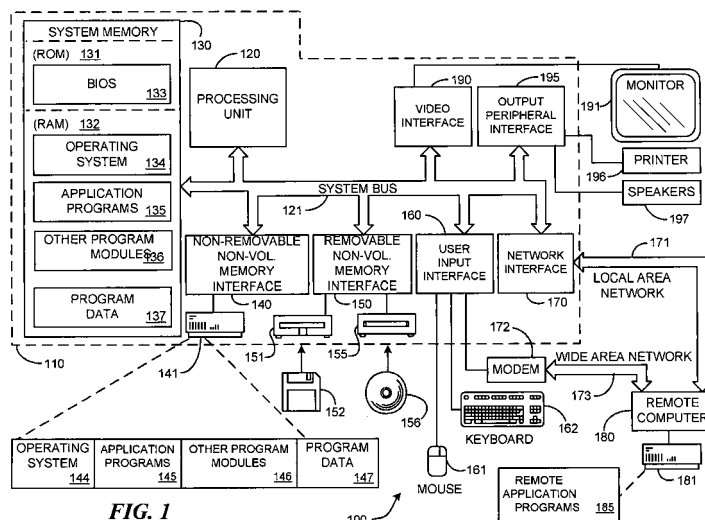 SYSTEM MEMORY
130
(ROM) 131
BIOS
133
(RAM) 132
OPERATING
SYSTEM 134
APPLICATION
PROGRAMS 135
OTHER PROGRAM
MODULES 136
PROGRAM
DATA 137
120
PROCESSING
UNIT
190
VIDEO
INTERFACE
195
OUTPUT
PERIPHERAL
INTERFACE
MONITOR
191
PRINTER
196
SPEAKERS
197
SYSTEM BUS
121
NON-REMOVABLE
NON-VOL.
MEMORY
INTERFACE
140
REMOVABLE
NON-VOL.
MEMORY
INTERFACE
150
160
USER
INPUT
INTERFACE
NETWORK
INTERFACE
170
171
LOCAL AREA
NETWORK
110
141
151
152
155
156
172
MODEM
WIDE AREA NETWORK
173
KEYBOARD
162
MOUSE
161
180
REMOTE
COMPUTER
181
REMOTE
APPLICATION
PROGRAMS 185
OPERATING
SYSTEM 144
APPLICATION
PROGRAMS 145
OTHER PROGRAM
MODULES 146
PROGRAM
DATA 147
FIG. 1
100